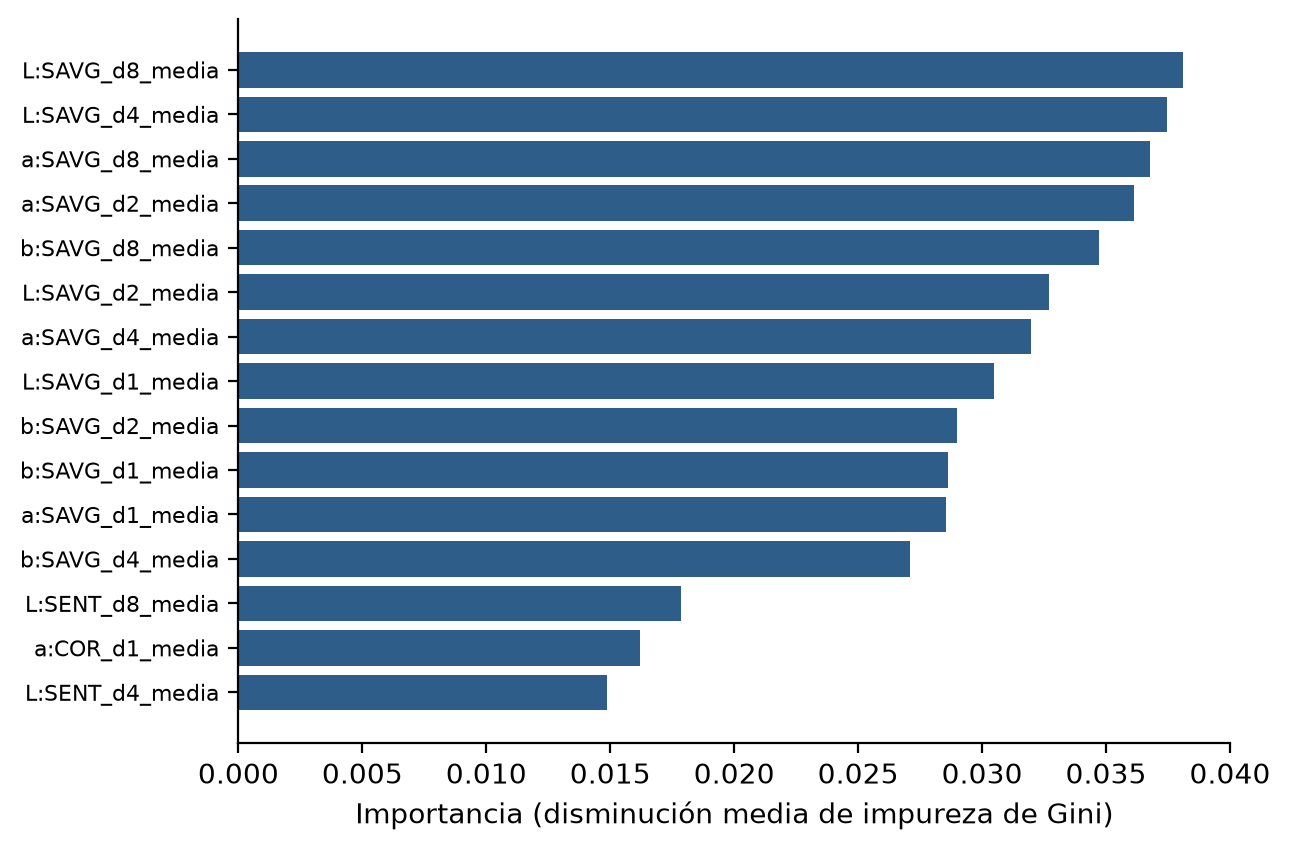 L:SAVG_d8_media
L:SAVG_d4_media
a:SAVG_d8_media
a:SAVG_d2_media
b:SAVG_d8_media
L:SAVG_d2_media
a:SAVG_d4_media
L:SAVG_d1_media
b:SAVG_d2_media
b:SAVG_d1_media
a:SAVG_d1_media
b:SAVG_d4_media
L:SENT_d8_media
a:COR_d1_media
L:SENT_d4_media
0.000 0.005 0.010 0.015 0.020 0.025 0.030 0.035 0.040
Importancia (disminución media de impureza de Gini)